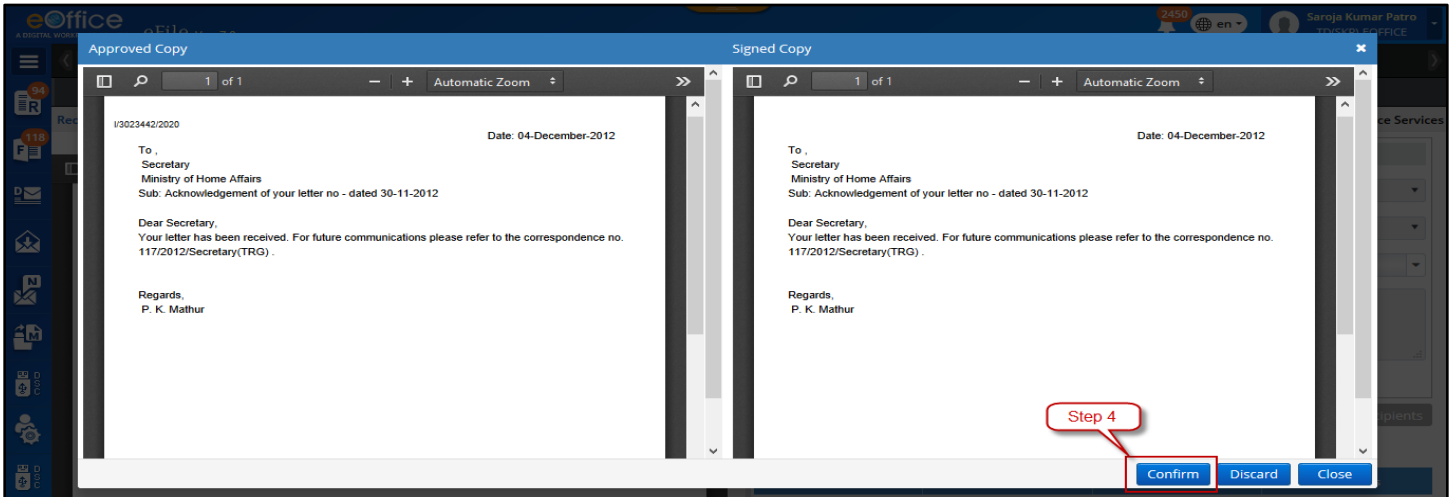 eOffice
A DIGITAL WORK
eFile
2450
en
Saroja Kumar Patro
Approved Copy
Signed Copy
×
1 of 1
Automatic Zoom
1 of 1
Automatic Zoom
94
R
Rec
ce Services
118
F
D
N
M
DSC
DSC
I/3023442/2020
Date: 04-December-2012
To ,
Secretary
Ministry of Home Affairs
Sub: Acknowledgement of your letter no - dated 30-11-2012
Dear Secretary,
Your letter has been received. For future communications please refer to the correspondence no.
117/2012/Secretary(TRG) .
Regards,
P. K. Mathur
Date: 04-December-2012
To ,
Secretary
Ministry of Home Affairs
Sub: Acknowledgement of your letter no - dated 30-11-2012
Dear Secretary,
Your letter has been received. For future communications please refer to the correspondence no.
117/2012/Secretary(TRG) .
Regards,
P. K. Mathur
Step 4
ipients
Confirm
Discard
Close